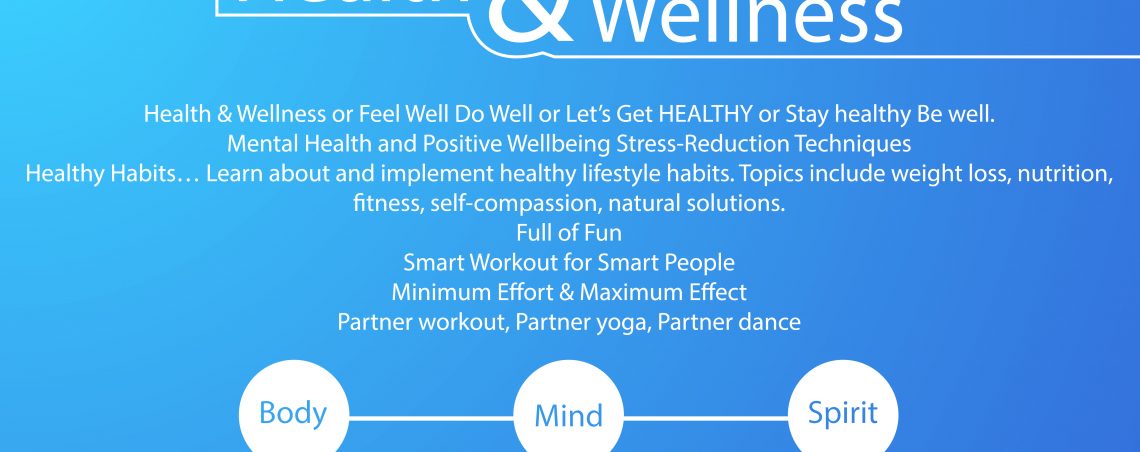 Health
& Wellness
Health & Wellness or Feel Well Do Well or Let’s Get HEALTHY or Stay healthy Be well.
Mental Health and Positive Wellbeing Stress-Reduction Techniques
Healthy Habits… Learn about and implement healthy lifestyle habits. Topics include weight loss, nutrition,
fitness, self-compassion, natural solutions.
Full of Fun
Smart Workout for Smart People
Minimum Effort & Maximum Effect
Partner workout, Partner yoga, Partner dance
Body
Mind
Spirit